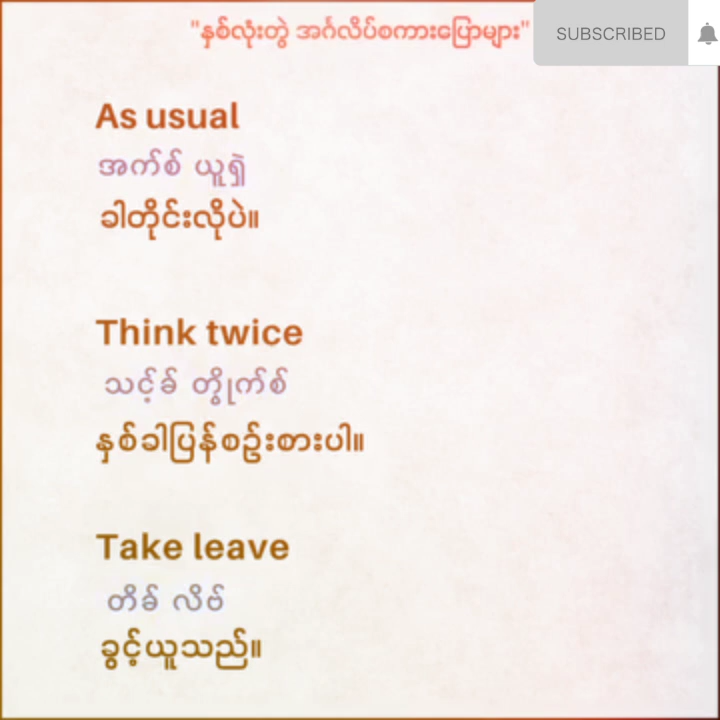 "နှစ်လုံးတွဲ အင်္ဂလိပ်စကားပြောများ"
SUBSCRIBED
As usual
အက်စ် ယူရှဲ
ခါတိုင်းလိုပဲ။
Think twice
သင့်ခ် တွိုက်စ်
နှစ်ခါပြန်စဥ်းစားပါ။
Take leave
တိခ် လိဗ်
ခွင့်ယူသည်။